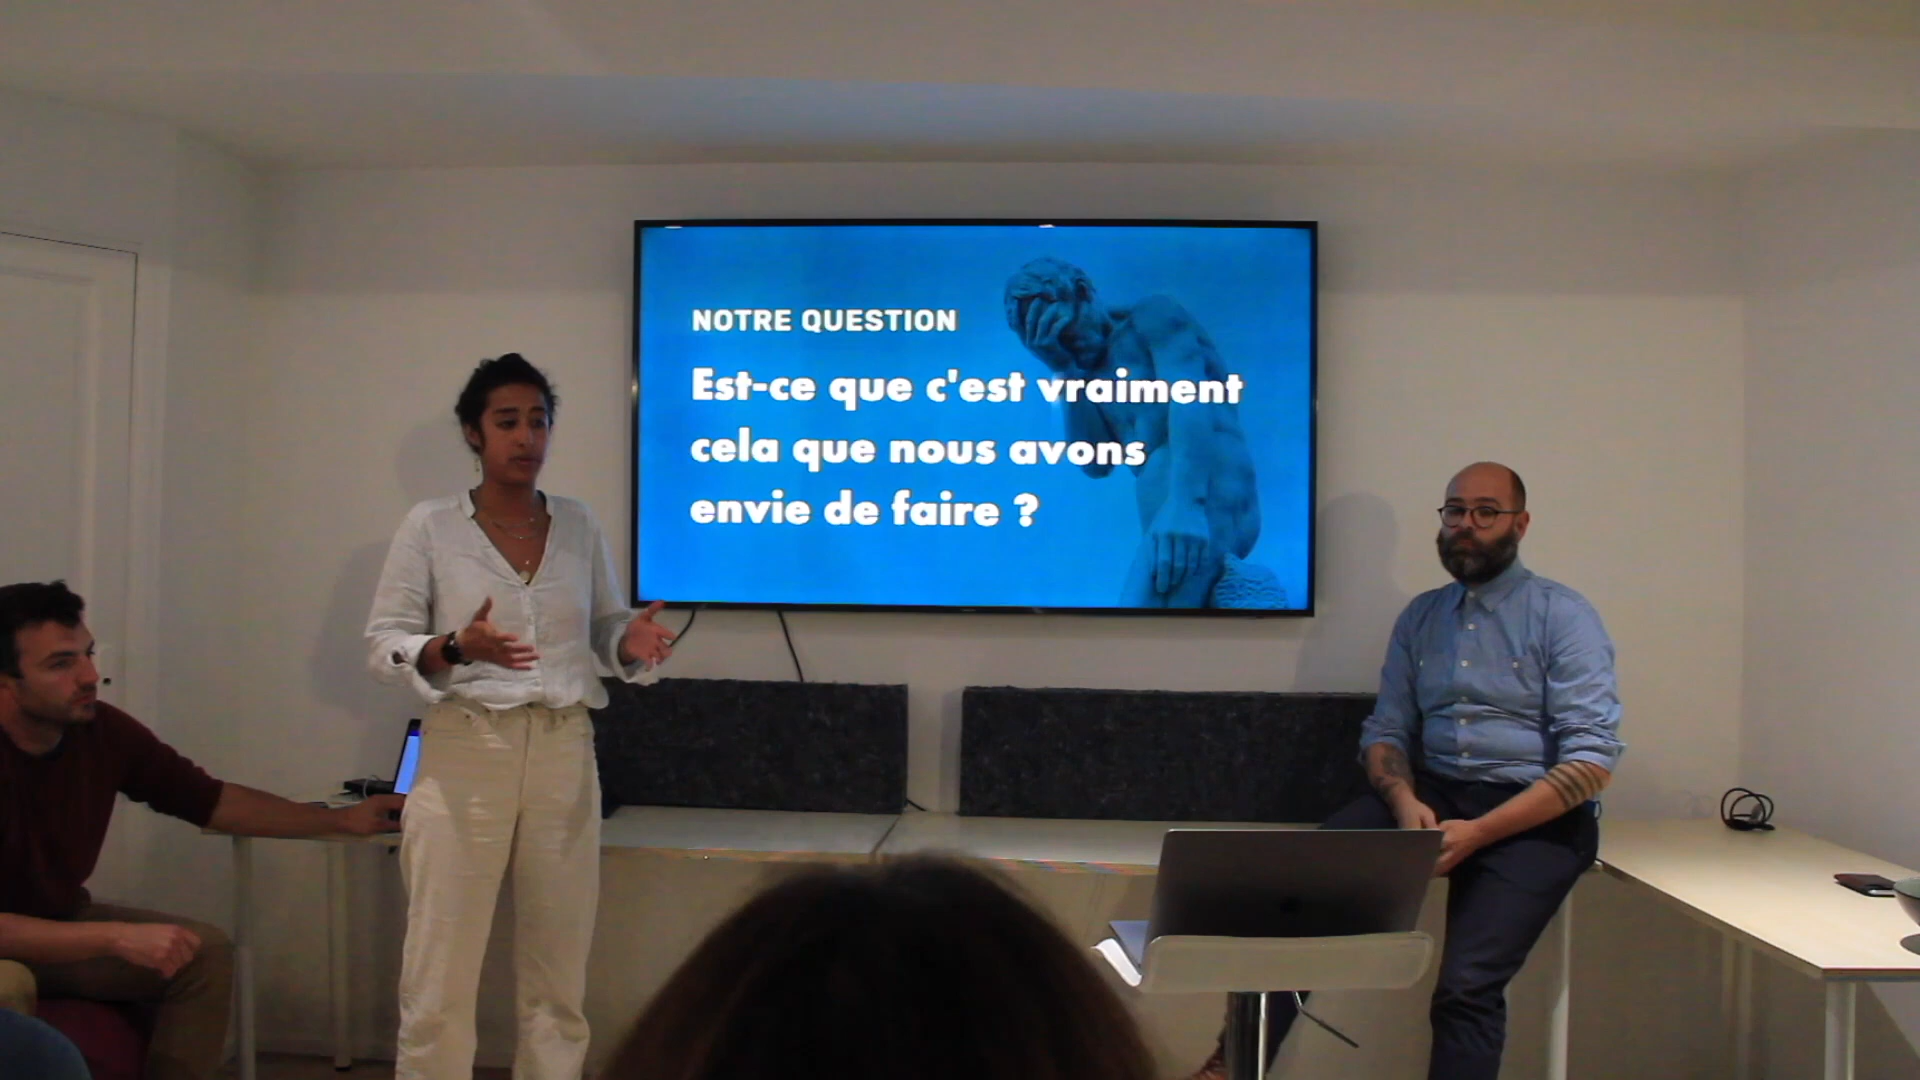 NOTRE QUESTION
Est-ce que c'est vraiment
cela que nous avons
envie de faire ?